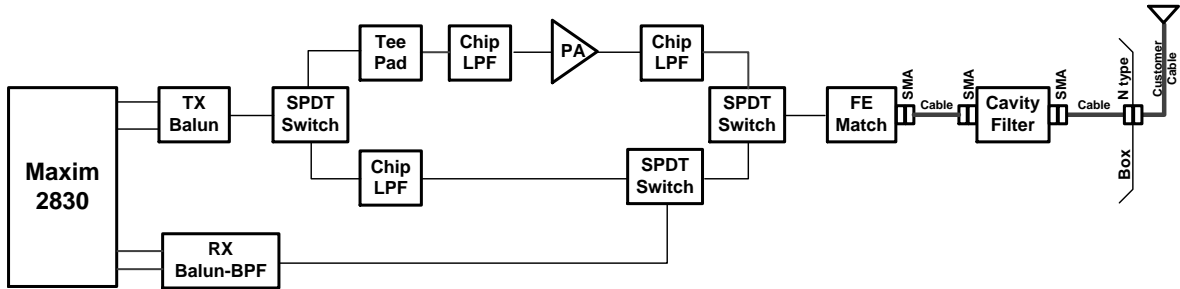 Maxim
2830
TX
Balun
RX
Balun-BPF
SPDT
Switch
Tee
Pad
Chip
LPF
PA
Chip
LPF
Chip
LPF
SPDT
Switch
SPDT
Switch
FE
Match
SMA
Cable
SMA
Cavity
Filter
SMA
Cable
N type
Box
Customer
Cable